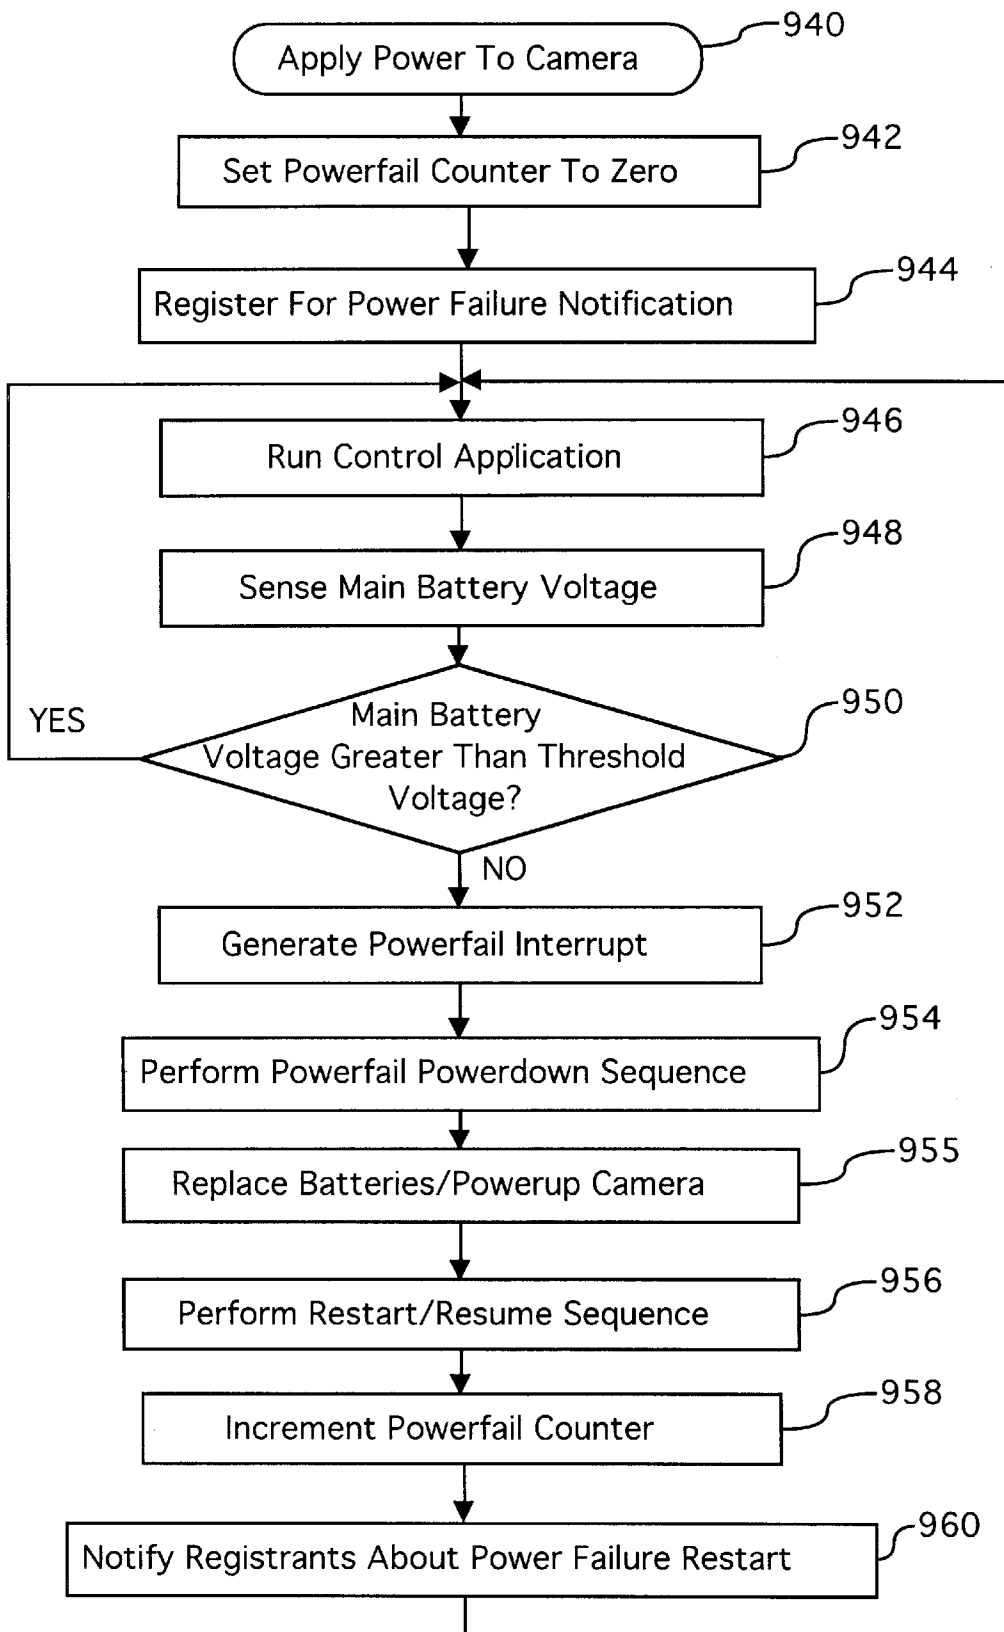 940
Apply Power To Camera
942
Set Powerfail Counter To Zero
944
Register For Power Failure Notification
946
Run Control Application
948
Sense Main Battery Voltage
950
YES
Main Battery
Voltage Greater Than Threshold
Voltage?
NO
952
Generate Powerfail Interrupt
954
Perform Powerfail Powerdown Sequence
955
Replace Batteries/Powerup Camera
956
Perform Restart/Resume Sequence
958
Increment Powerfail Counter
960
Notify Registrants About Power Failure Restart